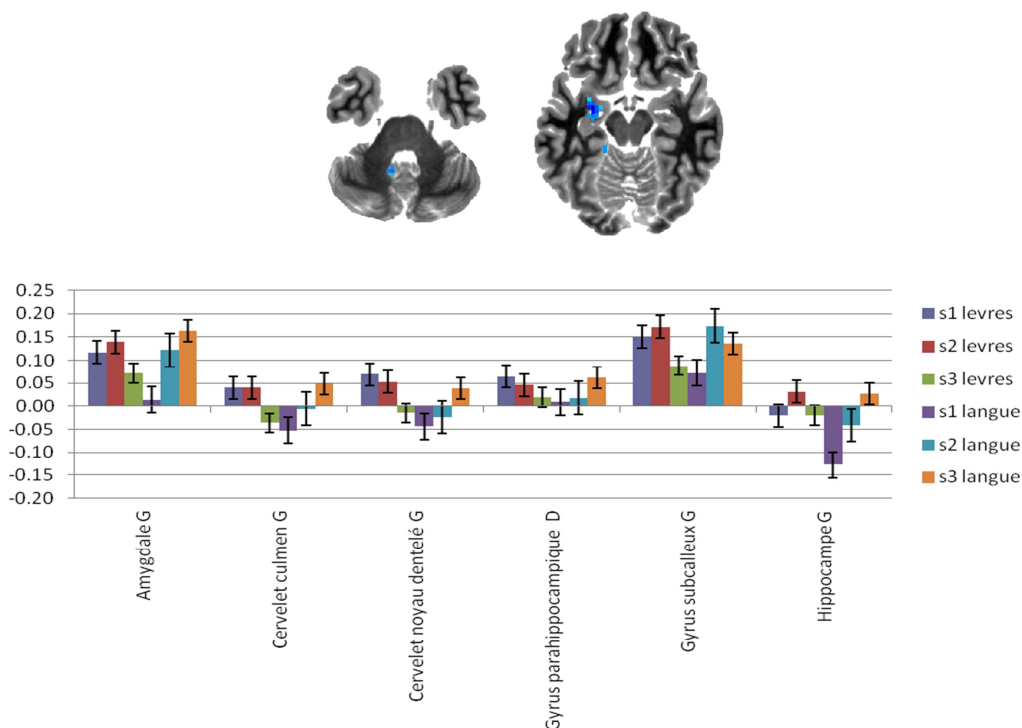 0.25
0.20
0.15
0.10
0.05
0.00
-0.05
-0.10
-0.15
-0.20
s1 levres
s2 levres
s3 levres
s1 langue
s2 langue
s3 langue
Amygdale G
Cervelet culmen G
Cervelet noyau dentelé G
Gyrus parahippocampique D
Gyrus subcalleux G
Hippocampe G